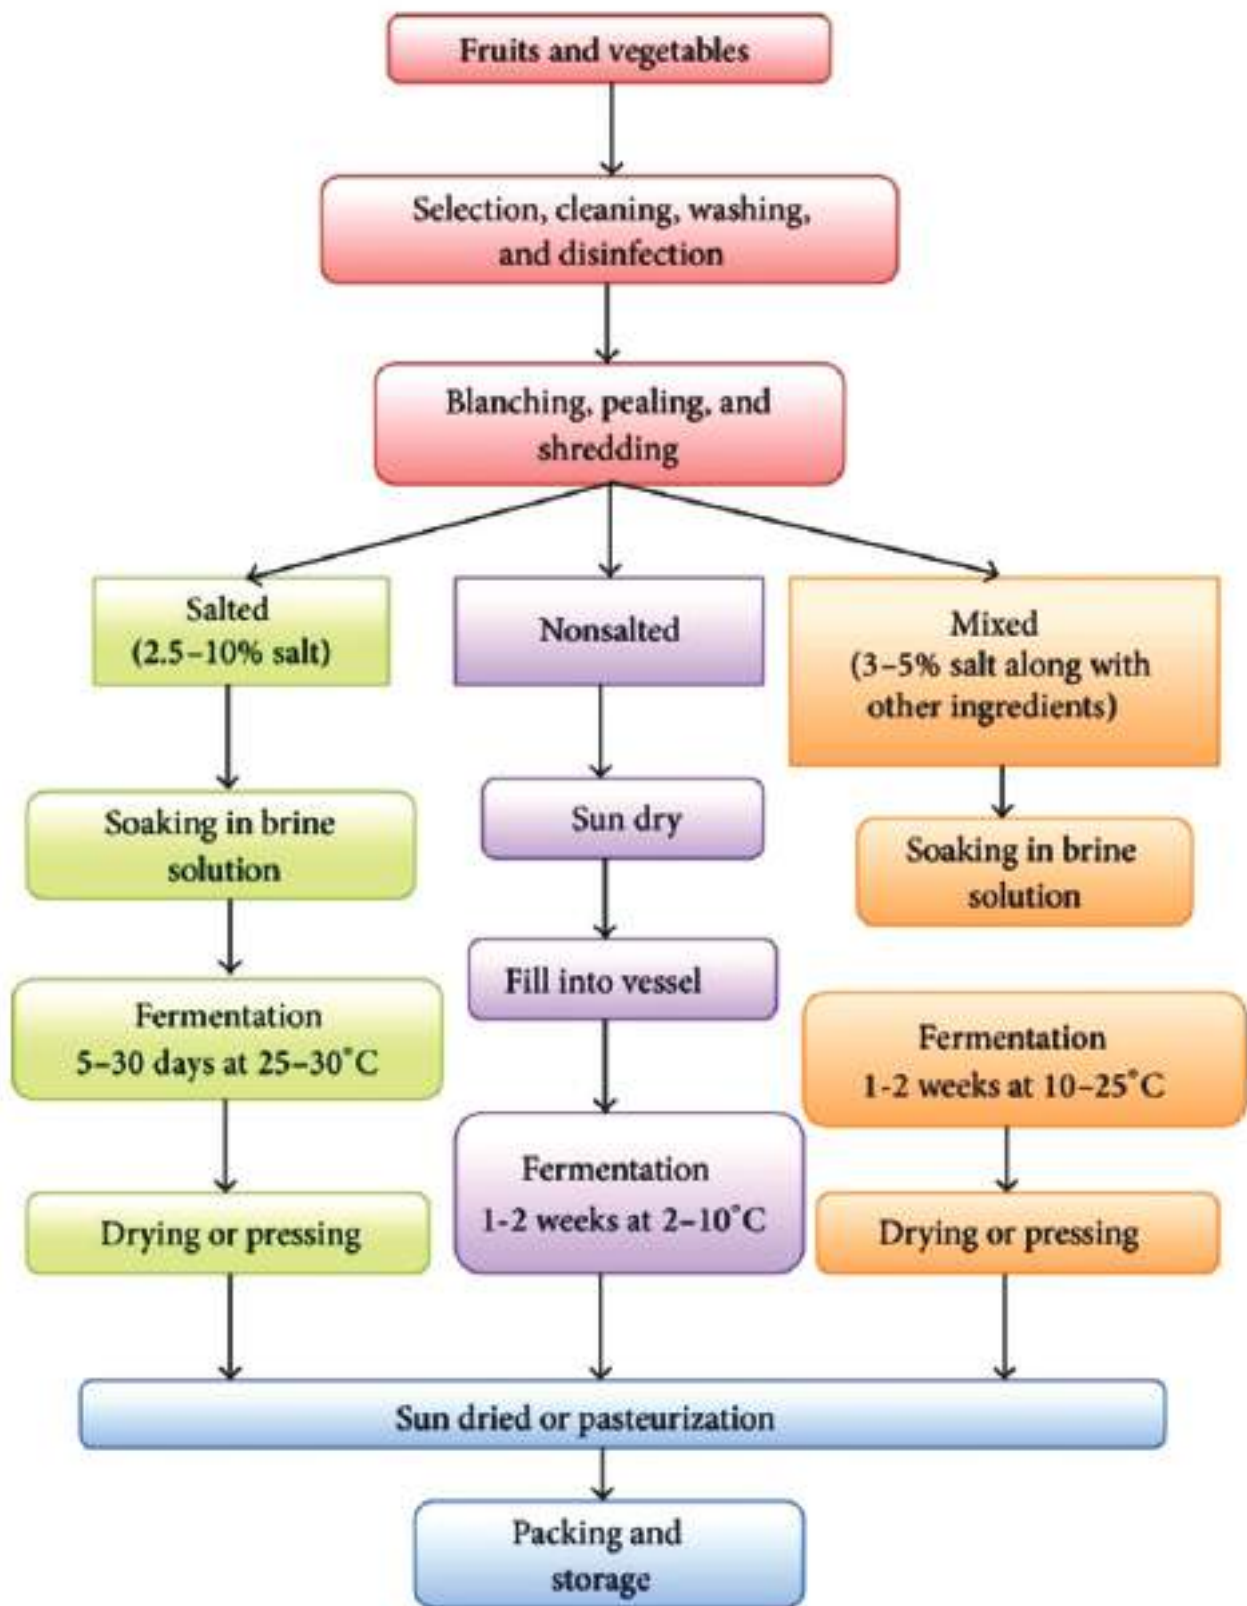 Fruits and vegetables
Selection, cleaning, washing,
and disinfection
Blanching, pealing, and
shredding
Salted
(2.5–10% salt)
Soaking in brine
solution
Fermentation
5–30 days at 25–30˚C
Drying or pressing
Nonsalted
Sun dry
Fill into vessel
Fermentation
1-2 weeks at 2–10˚C
Mixed
(3–5% salt along with
other ingredients)
Soaking in brine
solution
Fermentation
1-2 weeks at 10–25˚C
Drying or pressing
Sun dried or pasteurization
Packing and
storage